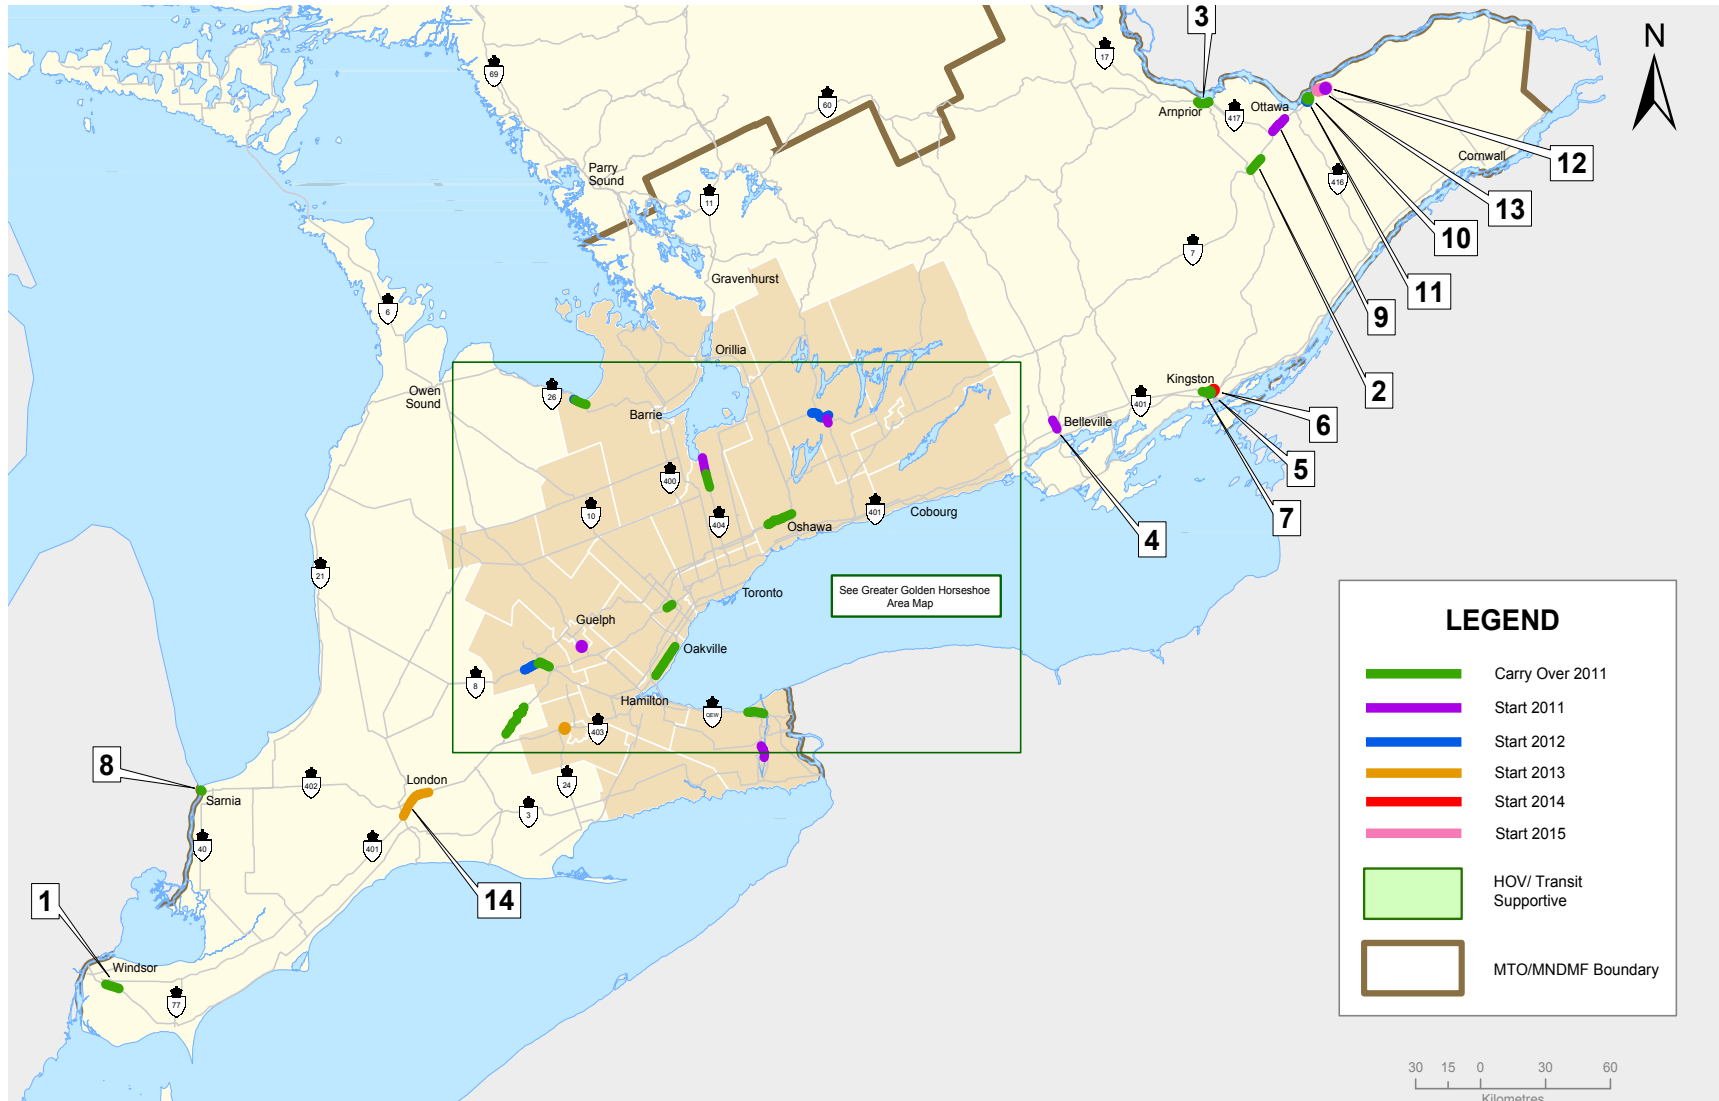 3
N
17
69
60
Arnprior
417
Ottawa
12
Cornwall
Parry
Sound
416
11
13
10
7
Gravenhurst
11
6
9
Orillia
Kingston
2
Owen
Sound
26
Barrie
401
Belleville
6
5
400
10
404
Oshawa
401
Cobourg
7
4
21
See Greater Golden Horseshoe
Area Map
Toronto
Guelph
Oakville
8
Hamilton
QEW
403
8
London
402
Sarnia
24
3
40
401
14
1
Windsor
77
LEGEND
Carry Over 2011
Start 2011
Start 2012
Start 2013
Start 2014
Start 2015
HOV/ Transit
Supportive
MTO/MNDMF Boundary
30 15 0 30 60
Kilometres